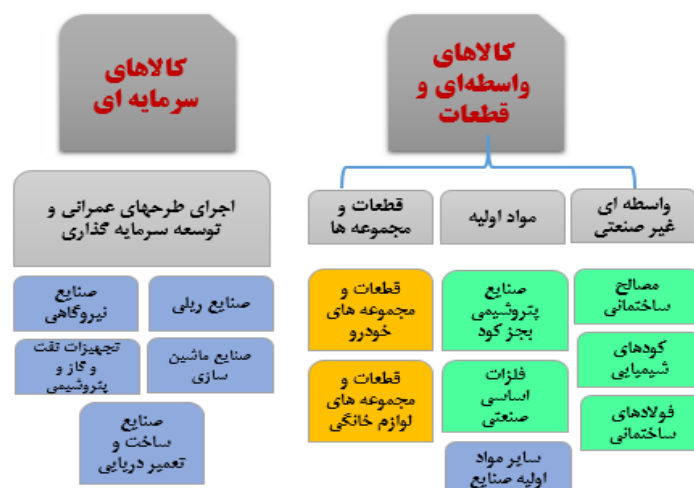 کالاهای
واسطه‌ای و
قطعات
واسطه ای
غیر صنعتی
مواد اولیه
قطعات و
مجموعه ها
مصالح
ساختمانی
کودهای
شیمیایی
فولادهای
ساختمانی
صنایع
پتروشیمی
بجز کود
فلزات
اساسی
صنعتی
سایر مواد
اولیه صنایع
قطعات و
مجموعه های
خودرو
قطعات و
مجموعه های
لوازم خانگی
کالاهای
سرمایه ای
اجرای طرحهای عمرانی و
توسعه سرمایه گذاری
صنایع ریلی
صنایع
نیروگاهی
صنایع ماشین
سازی
تجهیزات تفت
و گاز و
پتروشیمی
صنایع
ساخت و
تعمیر دریایی